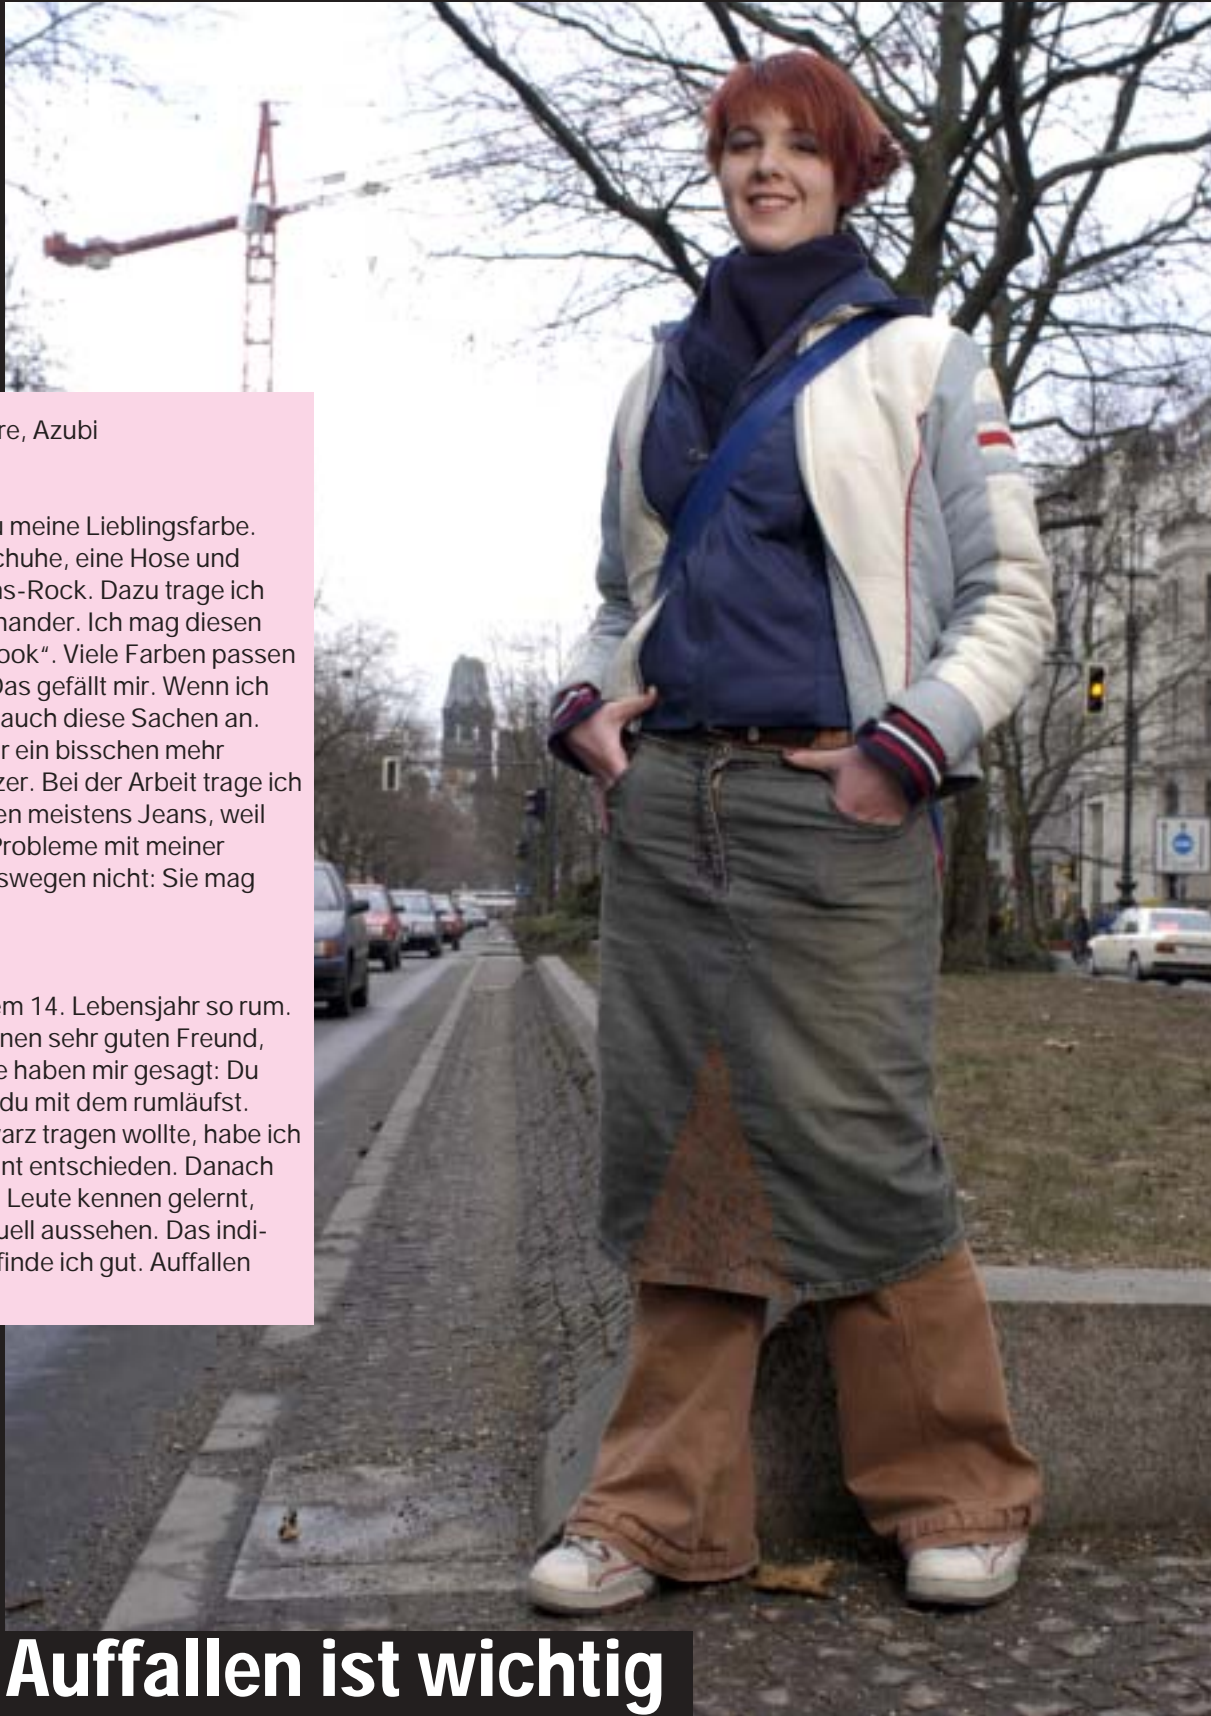 re, Azubi
u meine Lieblingsfarbe.
chuhe, eine Hose und
ns-Rock. Dazu trage ich
nander. Ich mag diesen
ook“. Viele Farben passen
Das gefällt mir. Wenn ich
auch diese Sachen an.
r ein bisschen mehr
zer. Bei der Arbeit trage ich
en meistens Jeans, weil
Probleme mit meiner
swegen nicht: Sie mag
em 14. Lebensjahr so rum.
nen sehr guten Freund,
e haben mir gesagt: Du
du mit dem rumläufst.
arz tragen wollte, habe ich
nt entschieden. Danach
Leute kennen gelernt,
uell aussehen. Das indi-
finde ich gut. Auffallen
Auffallen ist wichtig